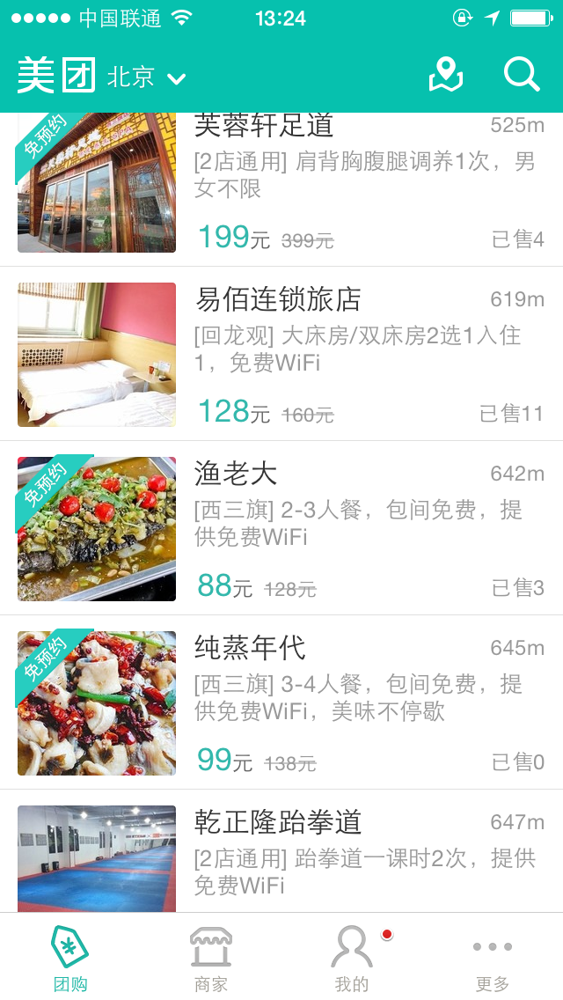 中国联通 13:24
美团 北京
免预约
芙蓉轩足道 525m
[2店通用] 肩背胸腹腿调养1次，男
女不限
199元 399元 已售4
易佰连锁旅店 619m
[回龙观] 大床房/双床房2选1入住
1，免费WiFi
128元 160元 已售11
免预约
渔老大 642m
[西三旗] 2-3人餐，包间免费，提
供免费WiFi
88元 128元 已售3
免预约
纯蒸年代 645m
[西三旗] 3-4人餐，包间免费，提
供免费WiFi，美味不停歇
99元 138元 已售0
乾正隆跆拳道 647m
[2店通用] 跆拳道一课时2次，提供
免费WiFi
团购 商家 我的 更多